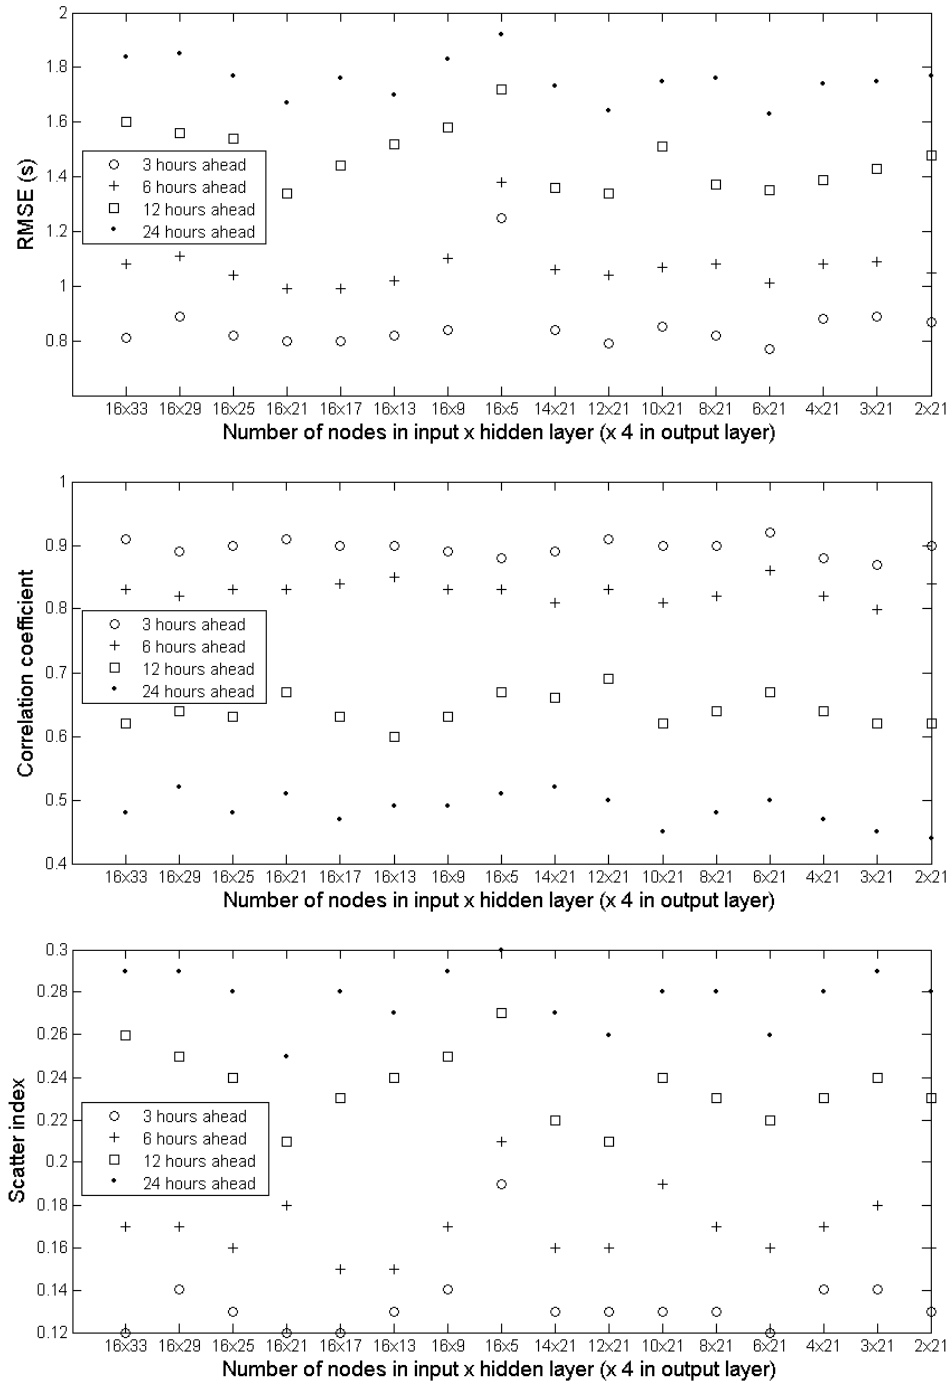 2
1.8
1.6
1.4
1.2
1
0.8
RMSE (s)
3 hours ahead
6 hours ahead
12 hours ahead
24 hours ahead
16x33 16x29 16x25 16x21 16x17 16x13 16x9 16x5 14x21 12x21 10x21 8x21 6x21 4x21 3x21 2x21
Number of nodes in input x hidden layer (x 4 in output layer)
1
0.9
0.8
0.7
0.6
0.5
0.4
Correlation coefficient
3 hours ahead
6 hours ahead
12 hours ahead
24 hours ahead
16x33 16x29 16x25 16x21 16x17 16x13 16x9 16x5 14x21 12x21 10x21 8x21 6x21 4x21 3x21 2x21
Number of nodes in input x hidden layer (x 4 in output layer)
0.3
0.28
0.26
0.24
0.22
0.2
0.18
0.16
0.14
0.12
Scatter index
3 hours ahead
6 hours ahead
12 hours ahead
24 hours ahead
16x33 16x29 16x25 16x21 16x17 16x13 16x9 16x5 14x21 12x21 10x21 8x21 6x21 4x21 3x21 2x21
Number of nodes in input x hidden layer (x 4 in output layer)